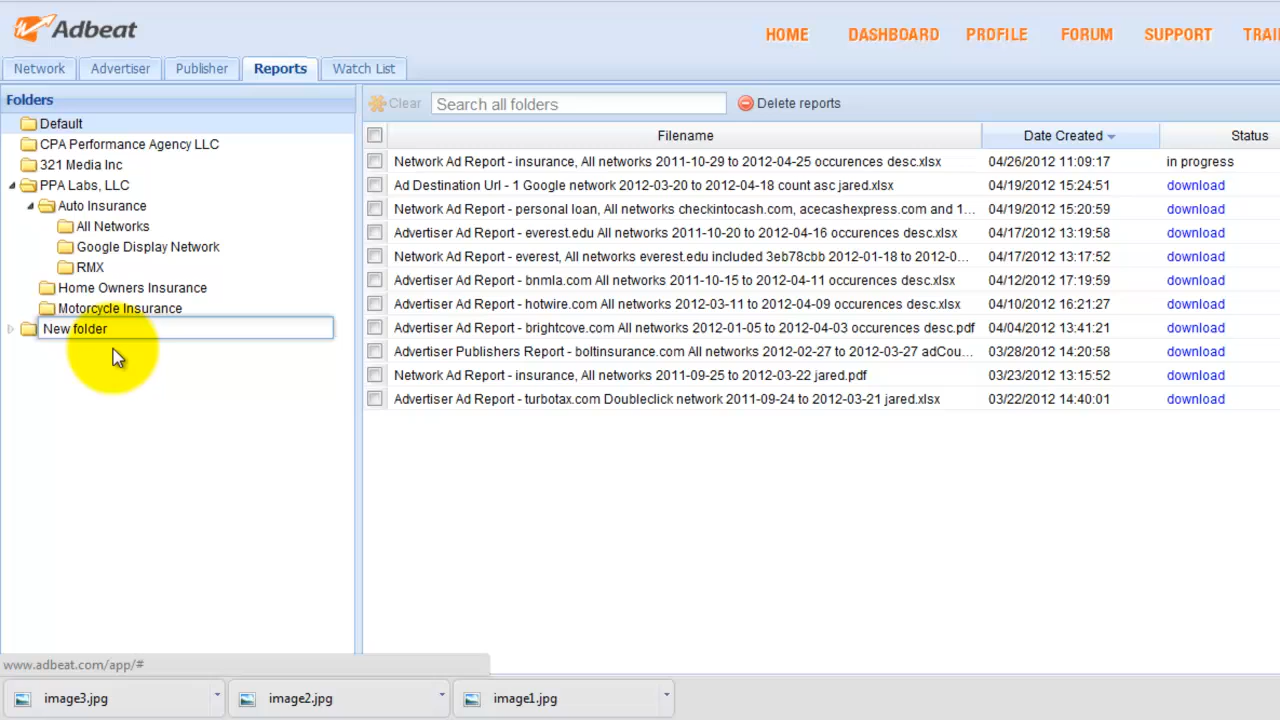 Adbeat
HOME DASHBOARD PROFILE FORUM SUPPORT TRAI
Network Advertiser Publisher Reports Watch List
Folders
Clear Search all folders Delete reports
Default
CPA Performance Agency LLC
321 Media Inc
PPA Labs, LLC
Auto Insurance
All Networks
Google Display Network
RMX
Home Owners Insurance
Motorcycle Insurance
New folder
Filename Date Created Status
Network Ad Report - insurance, All networks 2011-10-29 to 2012-04-25 occurences desc.xlsx 04/26/2012 11:09:17 in progress
Ad Destination Url - 1 Google network 2012-03-20 to 2012-04-18 count asc jared.xlsx 04/19/2012 15:24:51 download
Network Ad Report - personal loan, All networks checkintocash.com, acecashexpress.com and 1... 04/19/2012 15:20:59 download
Advertiser Ad Report - everest.edu All networks 2011-10-20 to 2012-04-16 occurences desc.xlsx 04/17/2012 13:19:58 download
Network Ad Report - everest, All networks everest.edu included 3eb78cbb 2012-01-18 to 2012-0... 04/17/2012 13:17:52 download
Advertiser Ad Report - bnmla.com All networks 2011-10-15 to 2012-04-11 occurences desc.xlsx 04/12/2012 17:19:59 download
Advertiser Ad Report - hotwire.com All networks 2012-03-11 to 2012-04-09 occurences desc.xlsx 04/10/2012 16:21:27 download
Advertiser Ad Report - brightcove.com All networks 2012-01-05 to 2012-04-03 occurences desc.pdf 04/04/2012 13:41:21 download
Advertiser Publishers Report - boltinsurance.com All networks 2012-02-27 to 2012-03-27 adCou... 03/28/2012 14:20:58 download
Network Ad Report - insurance, All networks 2011-09-25 to 2012-03-22 jared.pdf 03/23/2012 13:15:52 download
Advertiser Ad Report - turbotax.com Doubleclick network 2011-09-24 to 2012-03-21 jared.xlsx 03/22/2012 14:40:01 download
www.adbeat.com/app/#
image3.jpg image2.jpg image1.jpg